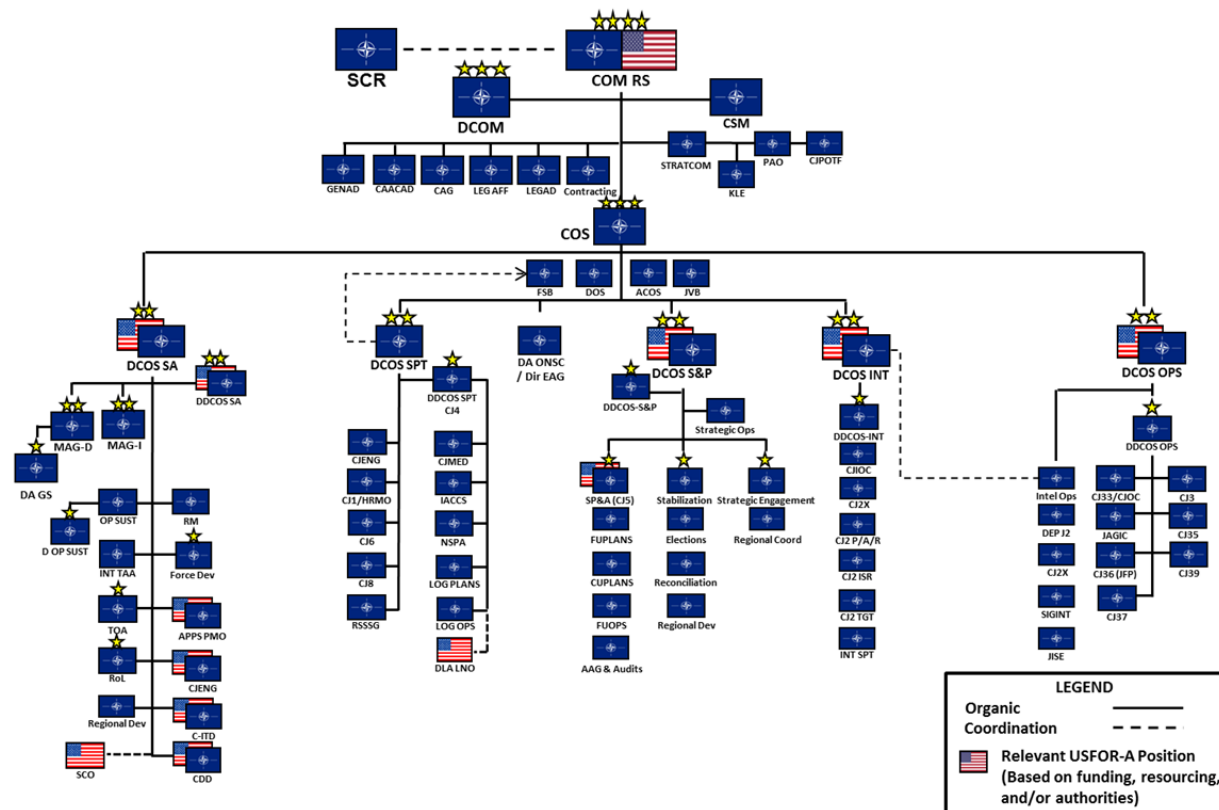 SCR
COM RS
DCOM
CSM
GENAD
CAACAD
CAG
LEG AFF
LEGAD
Contracting
STRATCOM
PAO
CJPOTF
KLE
COS
FSB
DOS
ACOS
JVB
DCOS SA
DDCOS SA
DCOS SPT
DA ONSC
/ Dir EAG
DCOS S&P
DCOS INT
DCOS OPS
MAG-D
MAG-I
DA GS
OP SUST
RM
D OP SUST
INT TAA
Force Dev
TOA
APPS PMO
RoL
CJENG
Regional Dev
C-ITD
SCO
CDD
DDCOS SPT
CJ4
CJENG
CJMED
CJ1/HRMO
IACCS
CJ6
NSPA
CJ8
LOG PLANS
RSSSG
LOG OPS
DLA LNO
DDCOS-S&P
Strategic Ops
SP&A (CJ5)
Stabilization
Strategic Engagement
FUPLANS
Elections
Regional Coord
CUPLANS
Reconciliation
FUOPS
Regional Dev
AAG & Audits
DDCOS-INT
CJIOC
CJ2X
CJ2 P/A/R
CJ2 ISR
CJ2 TGT
INT SPT
DDCOS OPS
Intel Ops
CJ33/CJOC
CJ3
DEP J2
JAGIC
CJ35
CJ2X
CJ36 (JFP)
CJ39
SIGINT
CJ37
JISE
LEGEND
Organic
Coordination
Relevant USFOR-A Position
(Based on funding, resourcing,
and/or authorities)